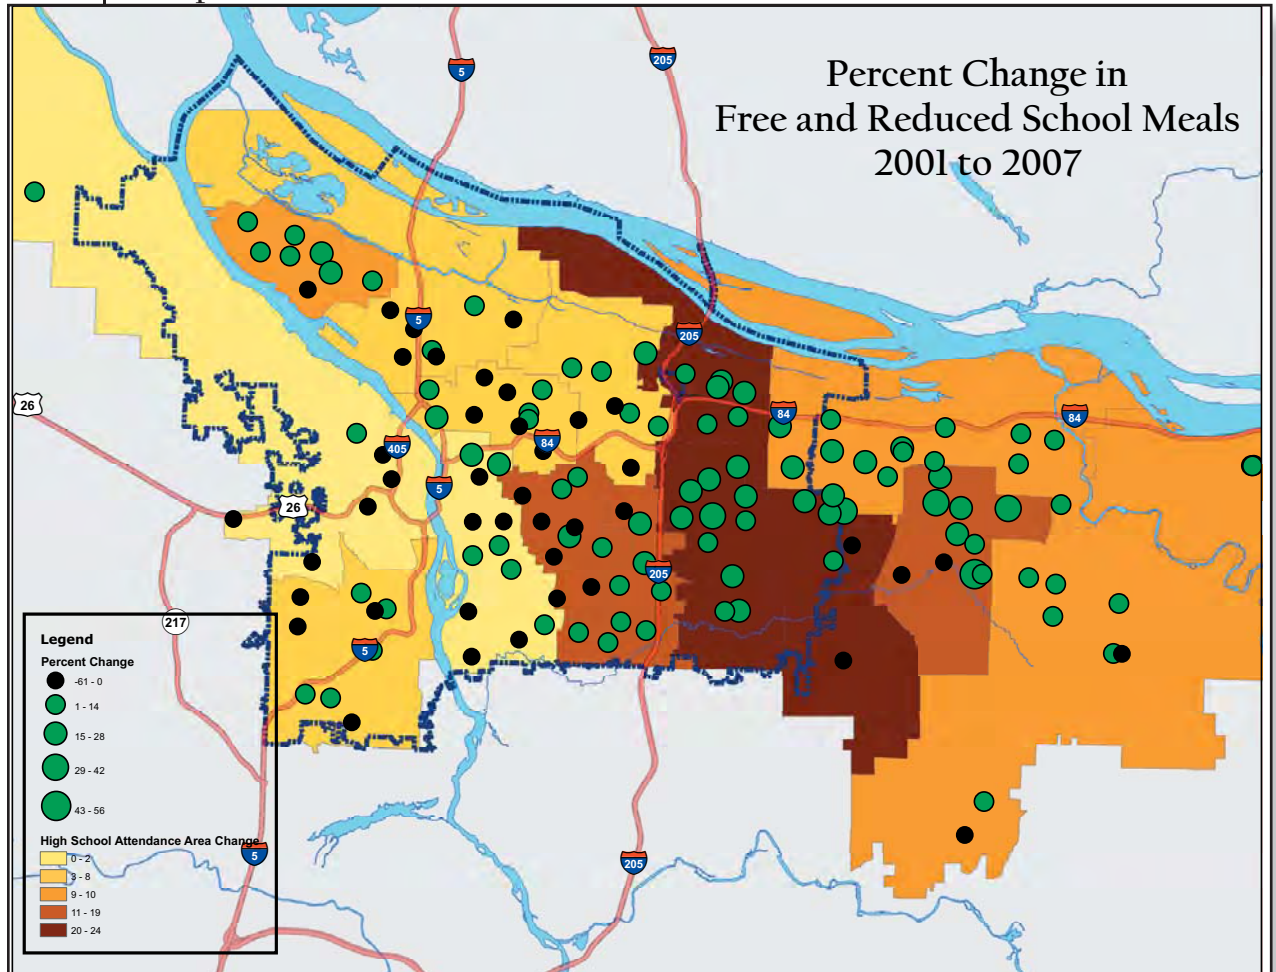 Percent Change in
Free and Reduced School Meals
2001 to 2007
5
205
205
5
26
84
84
405
84
5
26
205
217
5
5
205
Legend
Percent Change
-61 - 0
1 - 14
15 - 28
29 - 42
43 - 56
High School Attendance Area Change
0 - 2
3 - 8
9 - 10
11 - 19
20 - 24